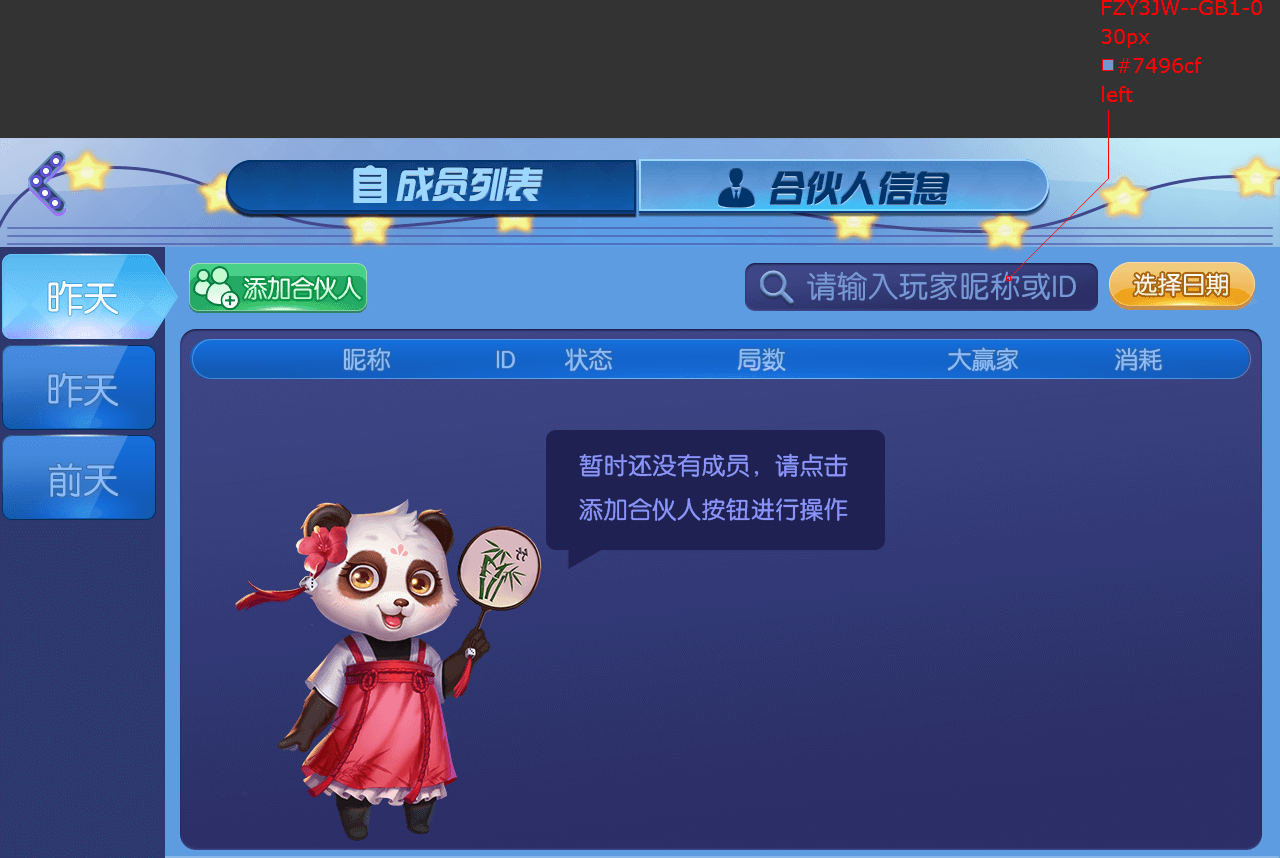 FZY3JW--GB1-0
30px
#7496cf
left
成员列表
合伙人信息
昨天
添加合伙人
请输入玩家昵称或ID
选择日期
昵称 ID 状态 局数 大赢家 消耗
昨天
前天
暂时还没有成员，请点击
添加合伙人按钮进行操作